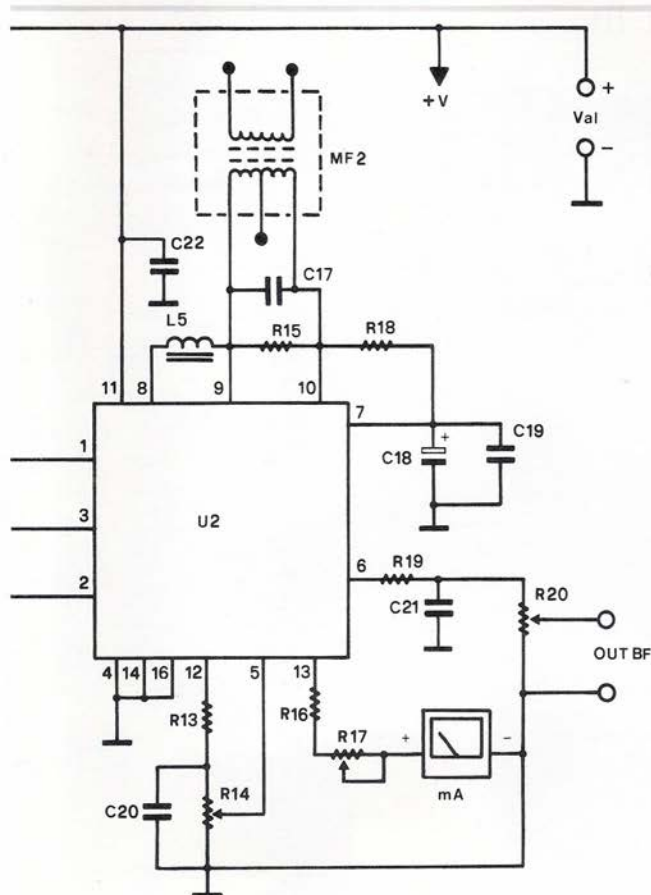 +V
+
Val
-
MF2
C22
C17
L5
R15
R18
11
8
9
10
7
1
+
C18
C19
3
U2
2
6
R19
C21
R20
OUT BF
4
14
16
12
5
13
R13
R16
R17
+
-
mA
C20
R14